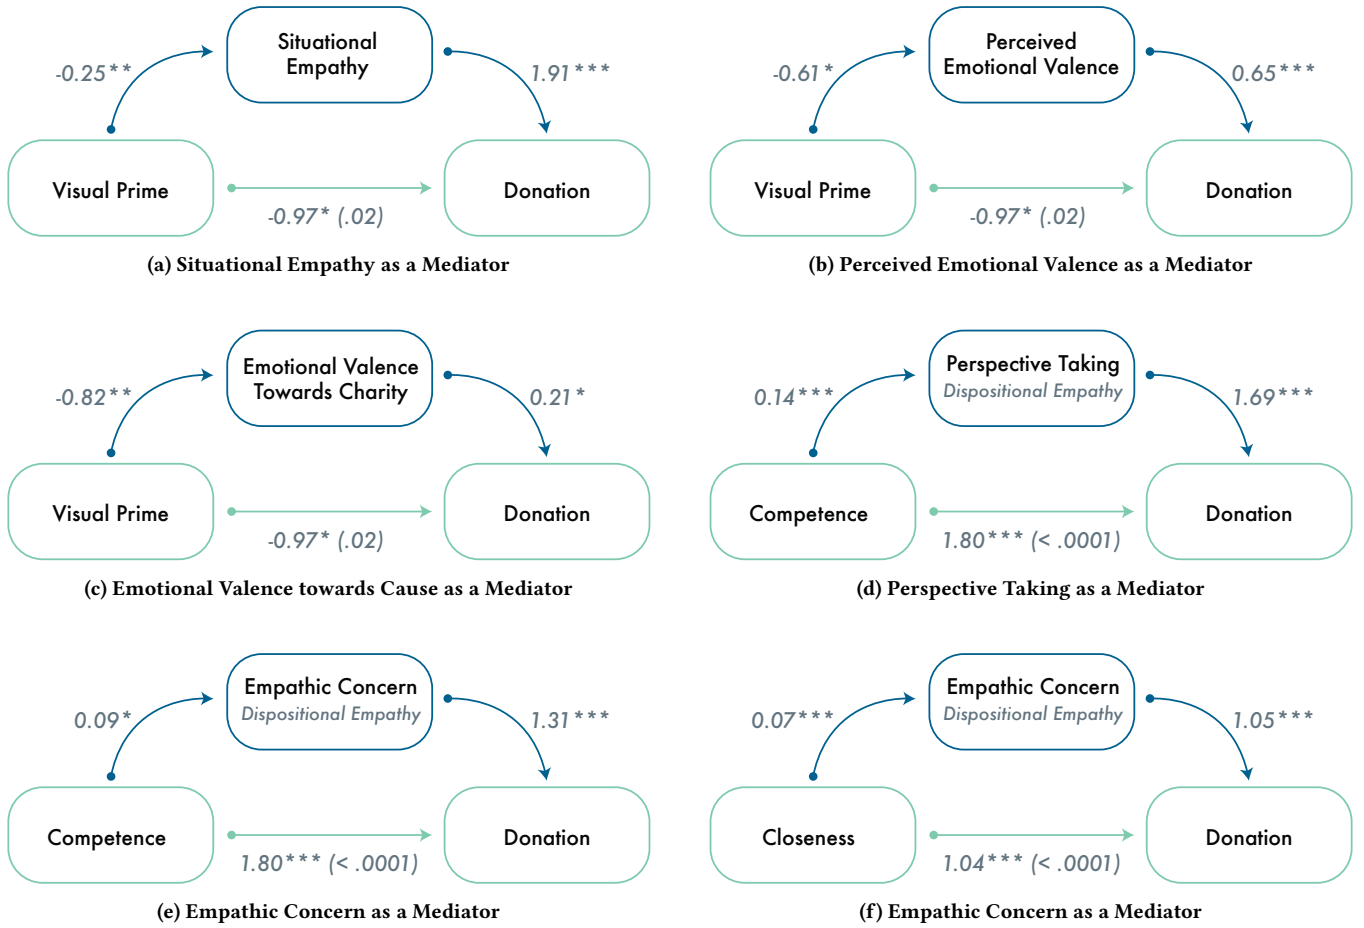 Situational
Empathy
-0.25**
1.91***
Visual Prime
Donation
-0.97* (.02)
(a) Situational Empathy as a Mediator
Perceived
Emotional Valence
-0.61*
0.65***
Visual Prime
Donation
-0.97* (.02)
(b) Perceived Emotional Valence as a Mediator
Emotional Valence
Towards Charity
-0.82**
0.21*
Visual Prime
Donation
-0.97* (.02)
(c) Emotional Valence towards Cause as a Mediator
Perspective Taking
Dispositional Empathy
0.14***
1.69***
Competence
Donation
1.80*** (< .0001)
(d) Perspective Taking as a Mediator
Empathic Concern
Dispositional Empathy
0.09*
1.31***
Competence
Donation
1.80*** (< .0001)
(e) Empathic Concern as a Mediator
Empathic Concern
Dispositional Empathy
0.07***
1.05***
Closeness
Donation
1.04*** (< .0001)
(f) Empathic Concern as a Mediator